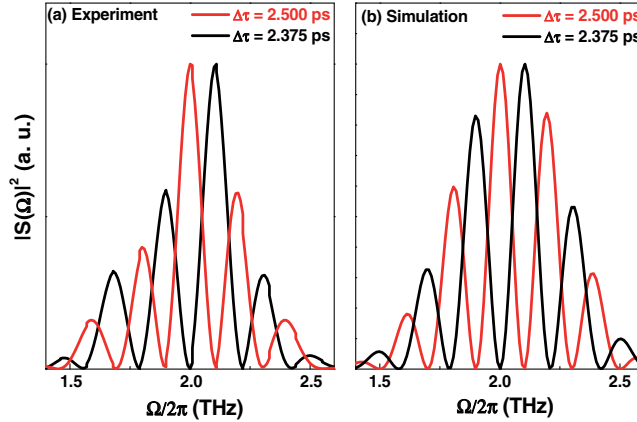 (a) Experiment
Δτ = 2.500 ps
Δτ = 2.375 ps
|S(Ω)|² (a. u.)
1.5 2.0 2.5
Ω/2π (THz)
(b) Simulation
Δτ = 2.500 ps
Δτ = 2.375 ps
1.5 2.0 2.5
Ω/2π (THz)